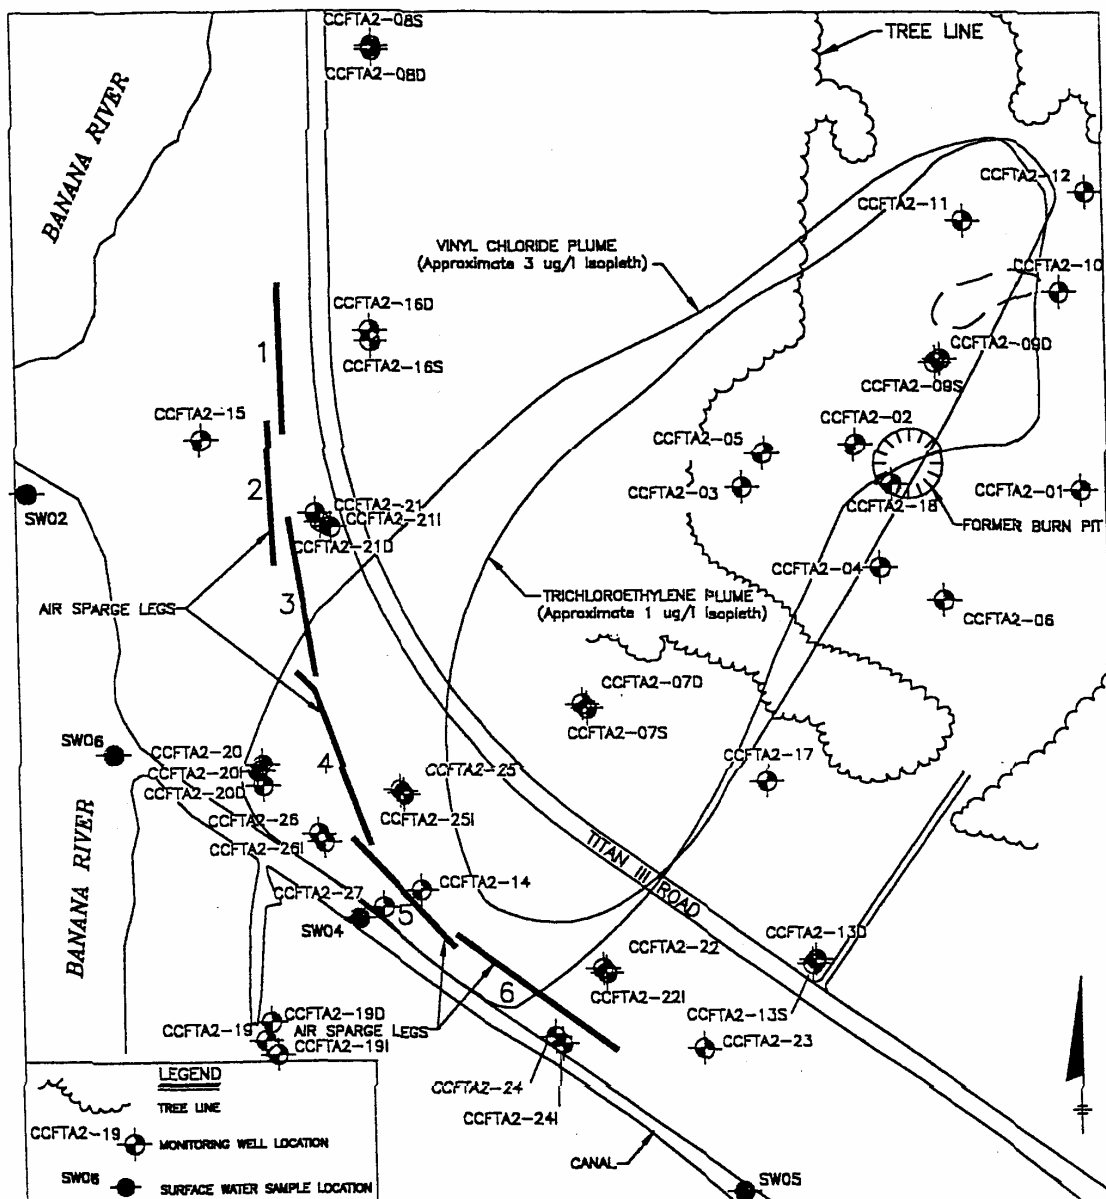 CCFTA2-08S
CCFTA2-08D
TREE LINE
BANANA RIVER
CCFTA2-12
CCFTA2-11
VINYL CHLORIDE PLUME
(Approximate 3 ug/l Isopleth)
CCFTA2-10
CCFTA2-16D
CCFTA2-16S
1
CCFTA2-09D
CCFTA2-09S
CCFTA2-15
CCFTA2-02
CCFTA2-05
CCFTA2-03
2
SW02
CCFTA2-21
CCFTA2-21I
CCFTA2-21D
CCFTA2-18
CCFTA2-01
FORMER BURN PIT
CCFTA2-04
AIR SPARGE LEGS
3
TRICHLOROETHYLENE PLUME
(Approximate 1 ug/l Isopleth)
CCFTA2-06
CCFTA2-07D
CCFTA2-07S
SW06
CCFTA2-20
CCFTA2-20I
CCFTA2-20D
4
CCFTA2-25
CCFTA2-25I
CCFTA2-17
CCFTA2-26
CCFTA2-26I
BANANA RIVER
TITAN III ROAD
CCFTA2-27
CCFTA2-14
5
SW04
CCFTA2-22
CCFTA2-22I
CCFTA2-13D
CCFTA2-13S
6
CCFTA2-19D
CCFTA2-19
CCFTA2-19I
AIR SPARGE LEGS
CCFTA2-23
CCFTA2-24
CCFTA2-24I
CANAL
SW05
LEGEND
TREE LINE
CCFTA2-19
MONITORING WELL LOCATION
SW06
SURFACE WATER SAMPLE LOCATION